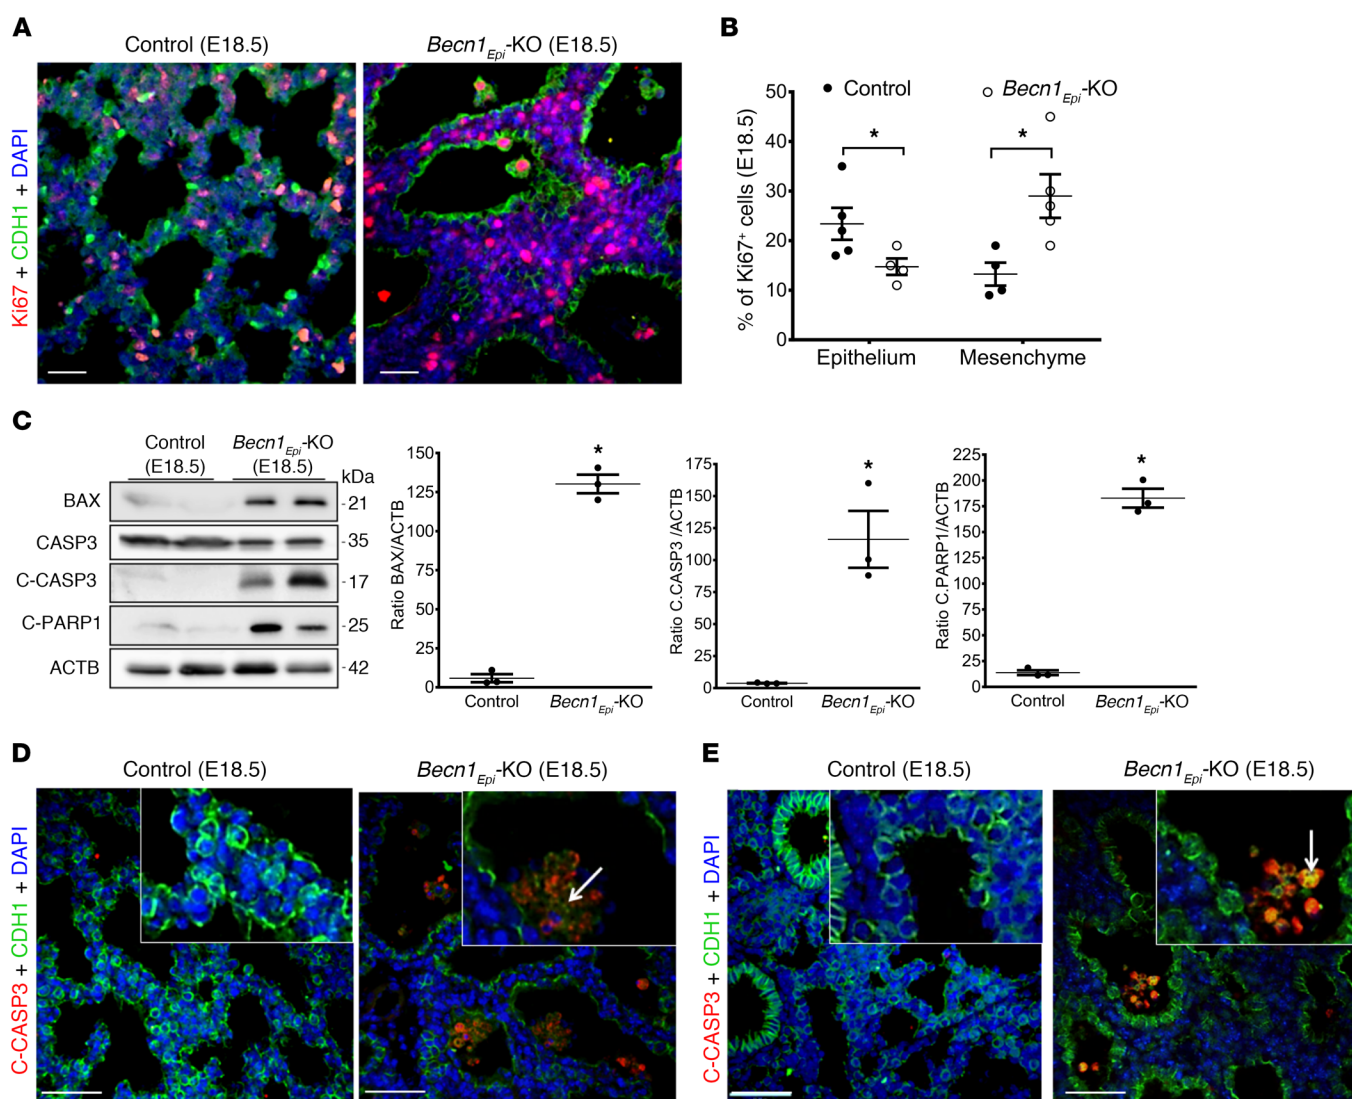 A
Control (E18.5)
Becn1Epi-KO (E18.5)
Ki67 + CDH1 + DAPI
B
Control
Becn1Epi-KO
% of Ki67+ cells (E18.5)
50
40
30
20
10
0
*
*
Epithelium
Mesenchyme
C
Control
(E18.5)
Becn1Epi-KO
(E18.5)
kDa
BAX
-21
CASP3
-35
C-CASP3
-17
C-PARP1
-25
ACTB
-42
Ratio BAX/ACTB
150
125
100
75
50
25
0
*
Control
Becn1Epi-KO
Ratio C.CASP3 /ACTB
175
150
125
100
75
50
25
0
*
Control
Becn1Epi-KO
Ratio C.PARP1/ACTB
225
200
175
150
125
100
75
50
25
0
*
Control
Becn1Epi-KO
D
Control (E18.5)
Becn1Epi-KO (E18.5)
C-CASP3 + CDH1 + DAPI
E
Control (E18.5)
Becn1Epi-KO (E18.5)
C-CASP3 + CDH1 + DAPI